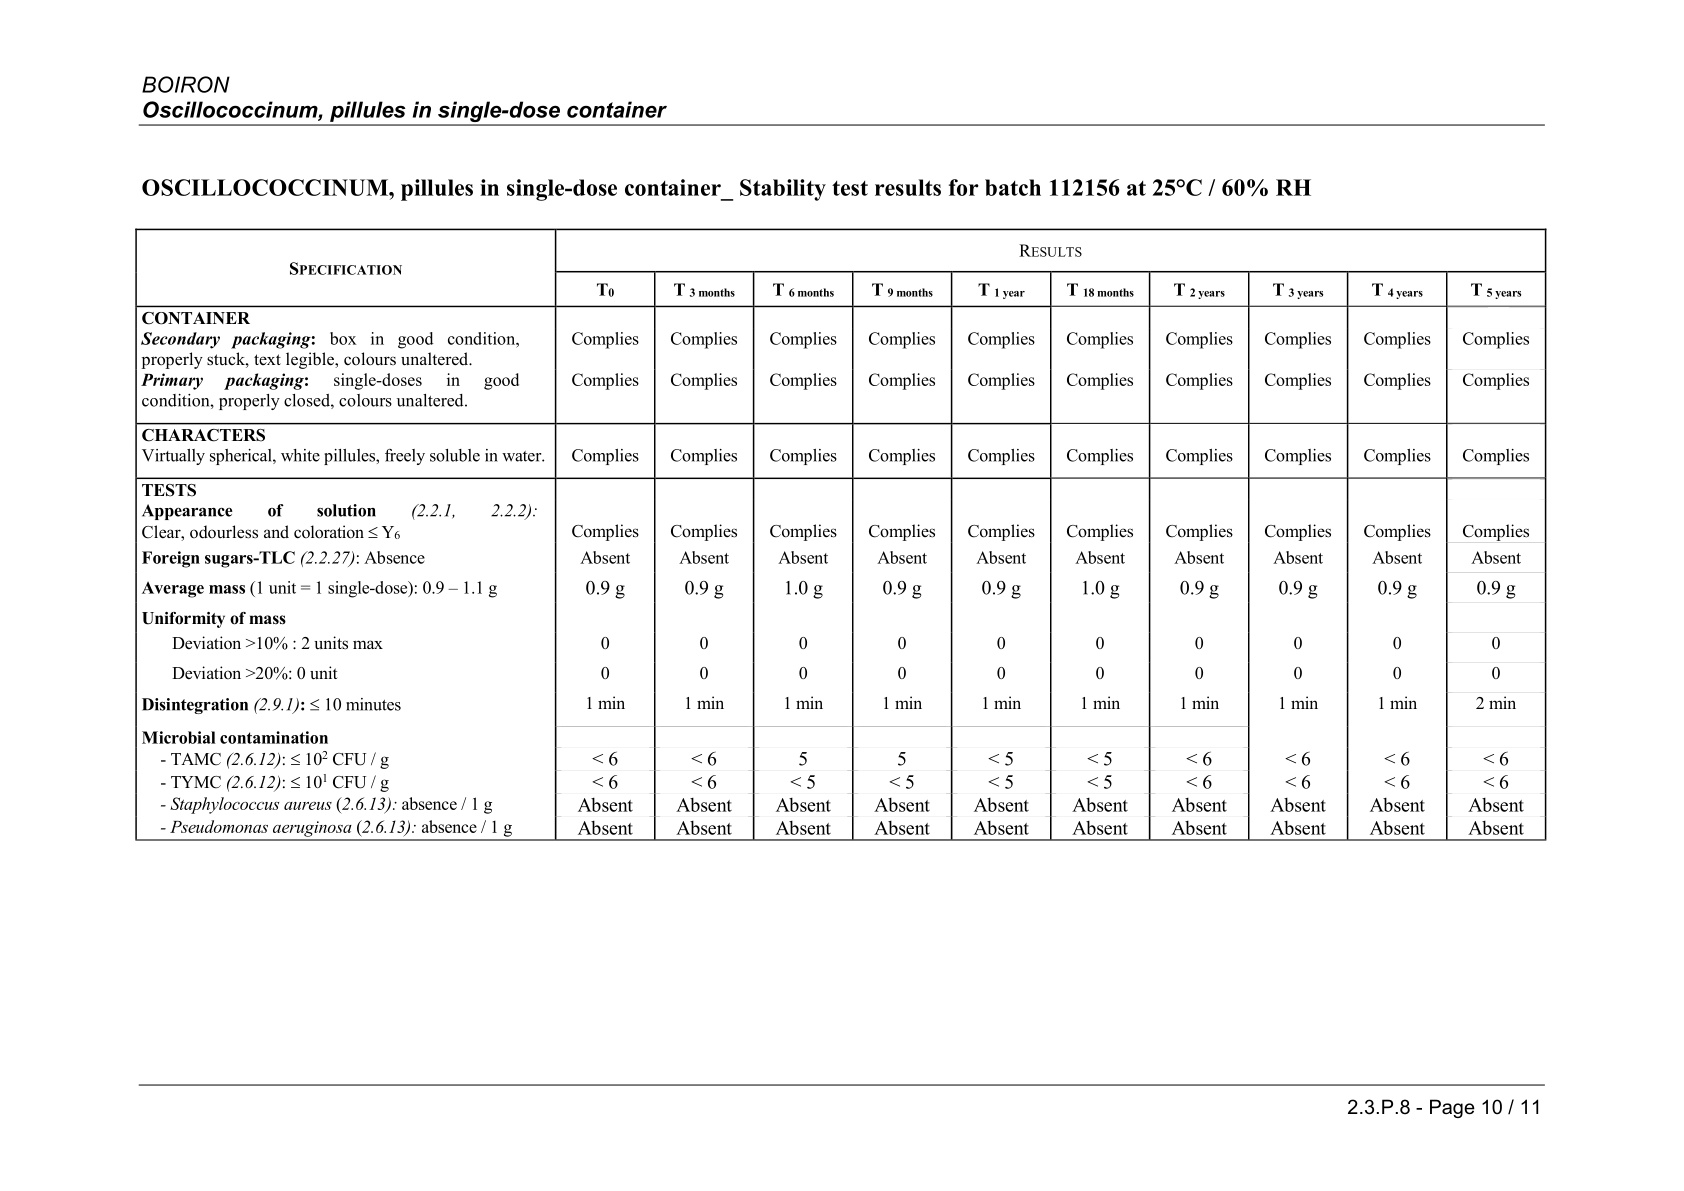 BOIRON
Oscillococcinum, pillules in single-dose container
OSCILLOCOCCINUM, pillules in single-dose container_ Stability test results for batch 112156 at 25°C / 60% RH
SPECIFICATION
RESULTS
T0 T 3 months T 6 months T 9 months T 1 year T 18 months T 2 years T 3 years T 4 years T 5 years
CONTAINER
Secondary packaging: box in good condition, Complies Complies Complies Complies Complies Complies Complies Complies Complies Complies
properly stuck, text legible, colours unaltered.
Primary packaging: single-doses in good Complies Complies Complies Complies Complies Complies Complies Complies Complies Complies
condition, properly closed, colours unaltered.
CHARACTERS
Virtually spherical, white pillules, freely soluble in water. Complies Complies Complies Complies Complies Complies Complies Complies Complies Complies
TESTS
Appearance of solution (2.2.1, 2.2.2):
Clear, odourless and coloration ≤ Y6 Complies Complies Complies Complies Complies Complies Complies Complies Complies Complies
Foreign sugars-TLC (2.2.27): Absence Absent Absent Absent Absent Absent Absent Absent Absent Absent Absent
Average mass (1 unit = 1 single-dose): 0.9 – 1.1 g 0.9 g 0.9 g 1.0 g 0.9 g 0.9 g 1.0 g 0.9 g 0.9 g 0.9 g 0.9 g
Uniformity of mass
Deviation >10% : 2 units max 0 0 0 0 0 0 0 0 0 0
Deviation >20%: 0 unit 0 0 0 0 0 0 0 0 0 0
Disintegration (2.9.1): ≤ 10 minutes 1 min 1 min 1 min 1 min 1 min 1 min 1 min 1 min 1 min 2 min
Microbial contamination
- TAMC (2.6.12): ≤ 10² CFU / g < 6 < 6 5 5 < 5 < 5 < 6 < 6 < 6 < 6
- TYMC (2.6.12): ≤ 10¹ CFU / g < 6 < 6 < 5 < 5 < 5 < 5 < 6 < 6 < 6 < 6
- Staphylococcus aureus (2.6.13): absence / 1 g Absent Absent Absent Absent Absent Absent Absent Absent Absent Absent
- Pseudomonas aeruginosa (2.6.13): absence / 1 g Absent Absent Absent Absent Absent Absent Absent Absent Absent Absent
2.3.P.8 - Page 10 / 11